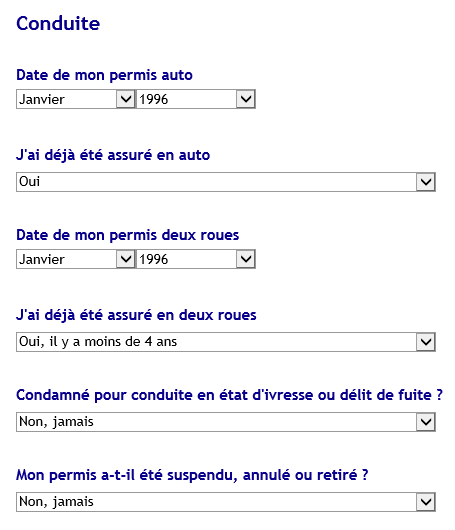 Conduite
Date de mon permis auto
Janvier 1996
J'ai déjà été assuré en auto
Oui
Date de mon permis deux roues
Janvier 1996
J'ai déjà été assuré en deux roues
Oui, il y a moins de 4 ans
Condamné pour conduite en état d'ivresse ou délit de fuite ?
Non, jamais
Mon permis a-t-il été suspendu, annulé ou retiré ?
Non, jamais